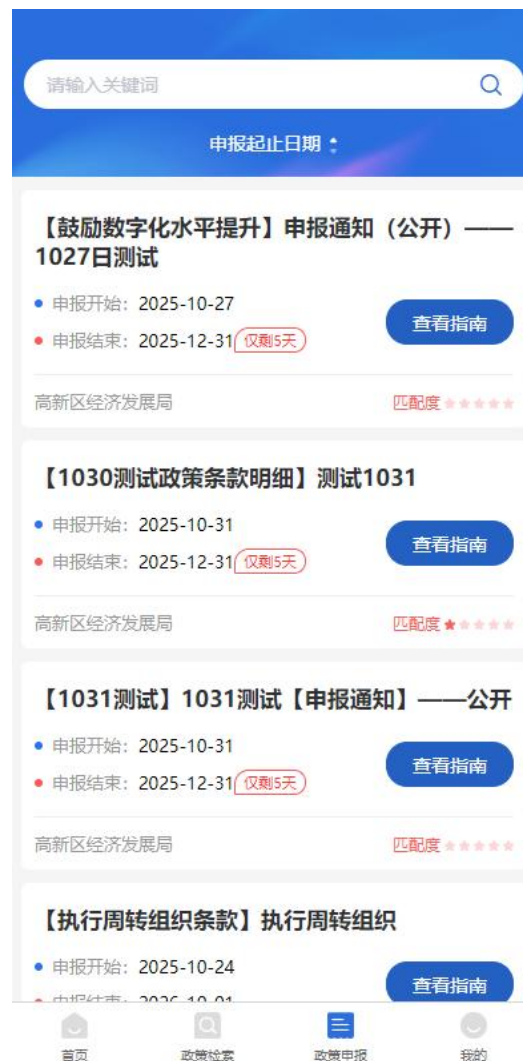 请输入关键词
申报起止日期
【鼓励数字化水平提升】申报通知（公开）——
1027日测试
申报开始：2025-10-27
查看指南
申报结束：2025-12-31 仅剩5天
高新区经济发展局 匹配度
【1030测试政策条款明细】测试1031
申报开始：2025-10-31
查看指南
申报结束：2025-12-31 仅剩5天
高新区经济发展局 匹配度
【1031测试】1031测试【申报通知】——公开
申报开始：2025-10-31
查看指南
申报结束：2025-12-31 仅剩5天
高新区经济发展局 匹配度
【执行周转组织条款】执行周转组织
申报开始：2025-10-24
查看指南
申报结束：2026-10-01
首页 政策检索 政策申报 我的